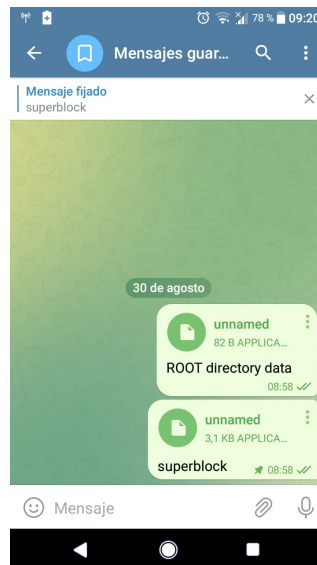 78 % 09:20
Mensajes guar...
Mensaje fijado
superblock
30 de agosto
unnamed
82 B APPLICA...
ROOT directory data
08:58
unnamed
3,1 KB APPLICA...
superblock
08:58
Mensaje